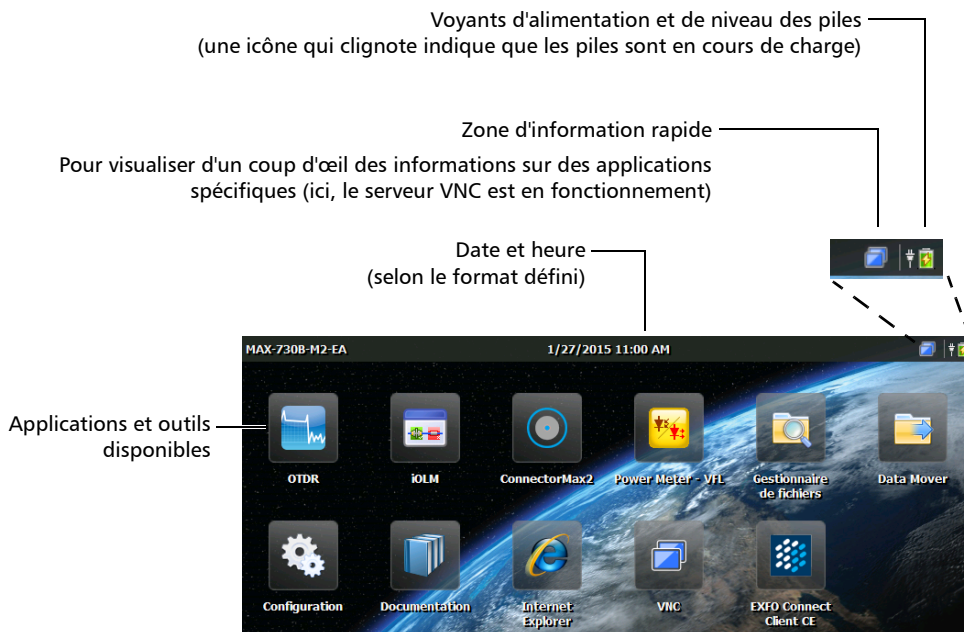 Voyants d'alimentation et de niveau des piles
(une icône qui clignote indique que les piles sont en cours de charge)
Zone d'information rapide
Pour visualiser d'un coup d'œil des informations sur des applications
spécifiques (ici, le serveur VNC est en fonctionnement)
Date et heure
(selon le format défini)
MAX-730B-M2-EA
1/27/2015 11:00 AM
Applications et outils
disponibles
OTDR
iOLM
ConnectorMax2
Power Meter - VFL
Gestionnaire
de fichiers
Data Mover
Configuration
Documentation
Internet
Explorer
VNC
EXFO Connect
Client CE